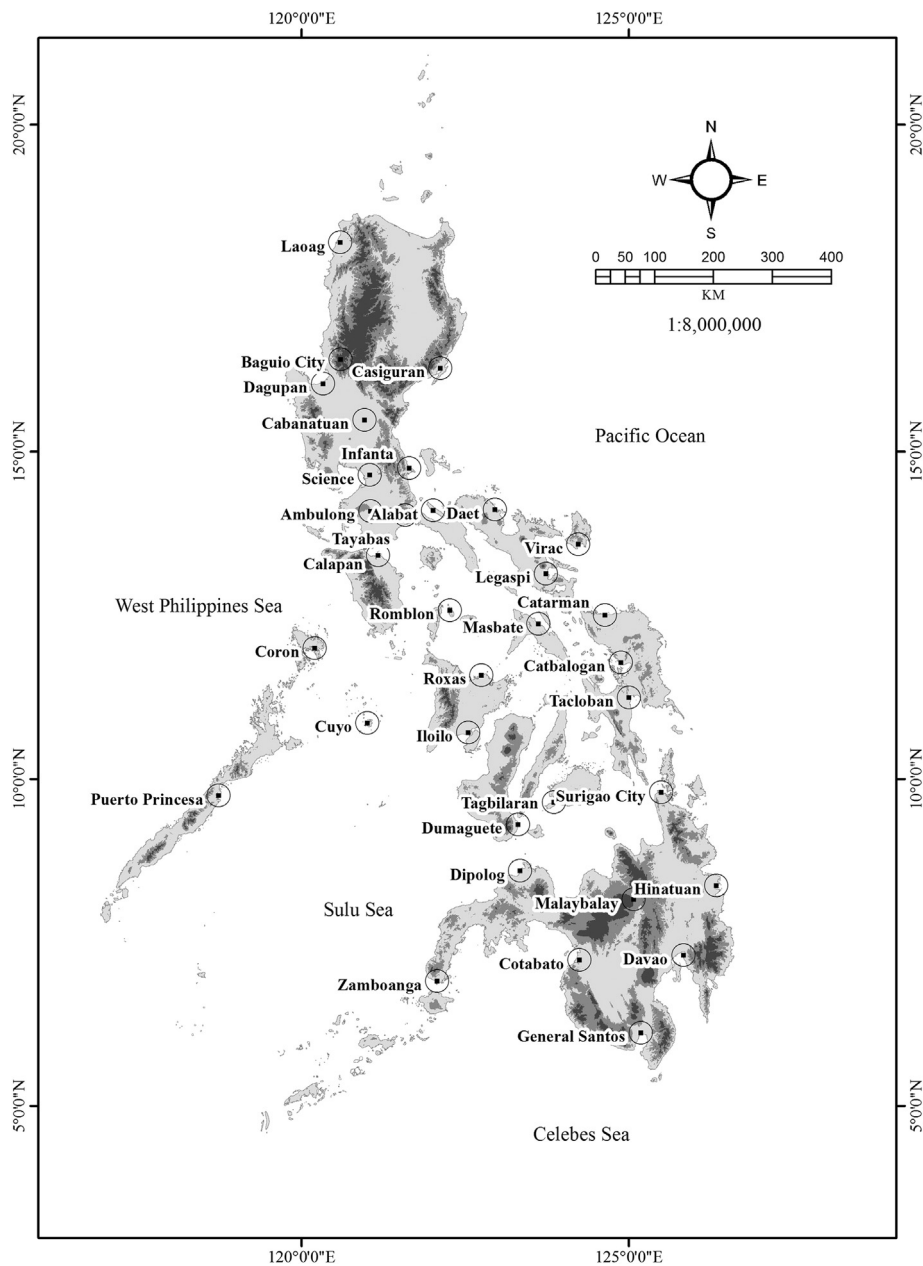 120°0'0"E
125°0'0"E
20°0'0"N
20°0'0"N
N
W
E
S
Laoag
0 50 100 200 300 400
KM
1:8,000,000
Baguio City
Casiguran
Dagupan
Cabanatuan
Pacific Ocean
15°0'0"N
15°0'0"N
Infanta
Science
Ambulong
Alabat
Daet
Tayabas
Virac
Calapan
Legaspi
West Philippines Sea
Catarman
Romblon
Masbate
Coron
Catbalogan
Roxas
Tacloban
Cuyo
Iloilo
10°0'0"N
10°0'0"N
Puerto Princesa
Tagbilaran
Surigao City
Dumaguete
Dipolog
Hinatuan
Malaybalay
Sulu Sea
Cotabato
Davao
Zamboanga
General Santos
5°0'0"N
5°0'0"N
Celebes Sea
120°0'0"E
125°0'0"E